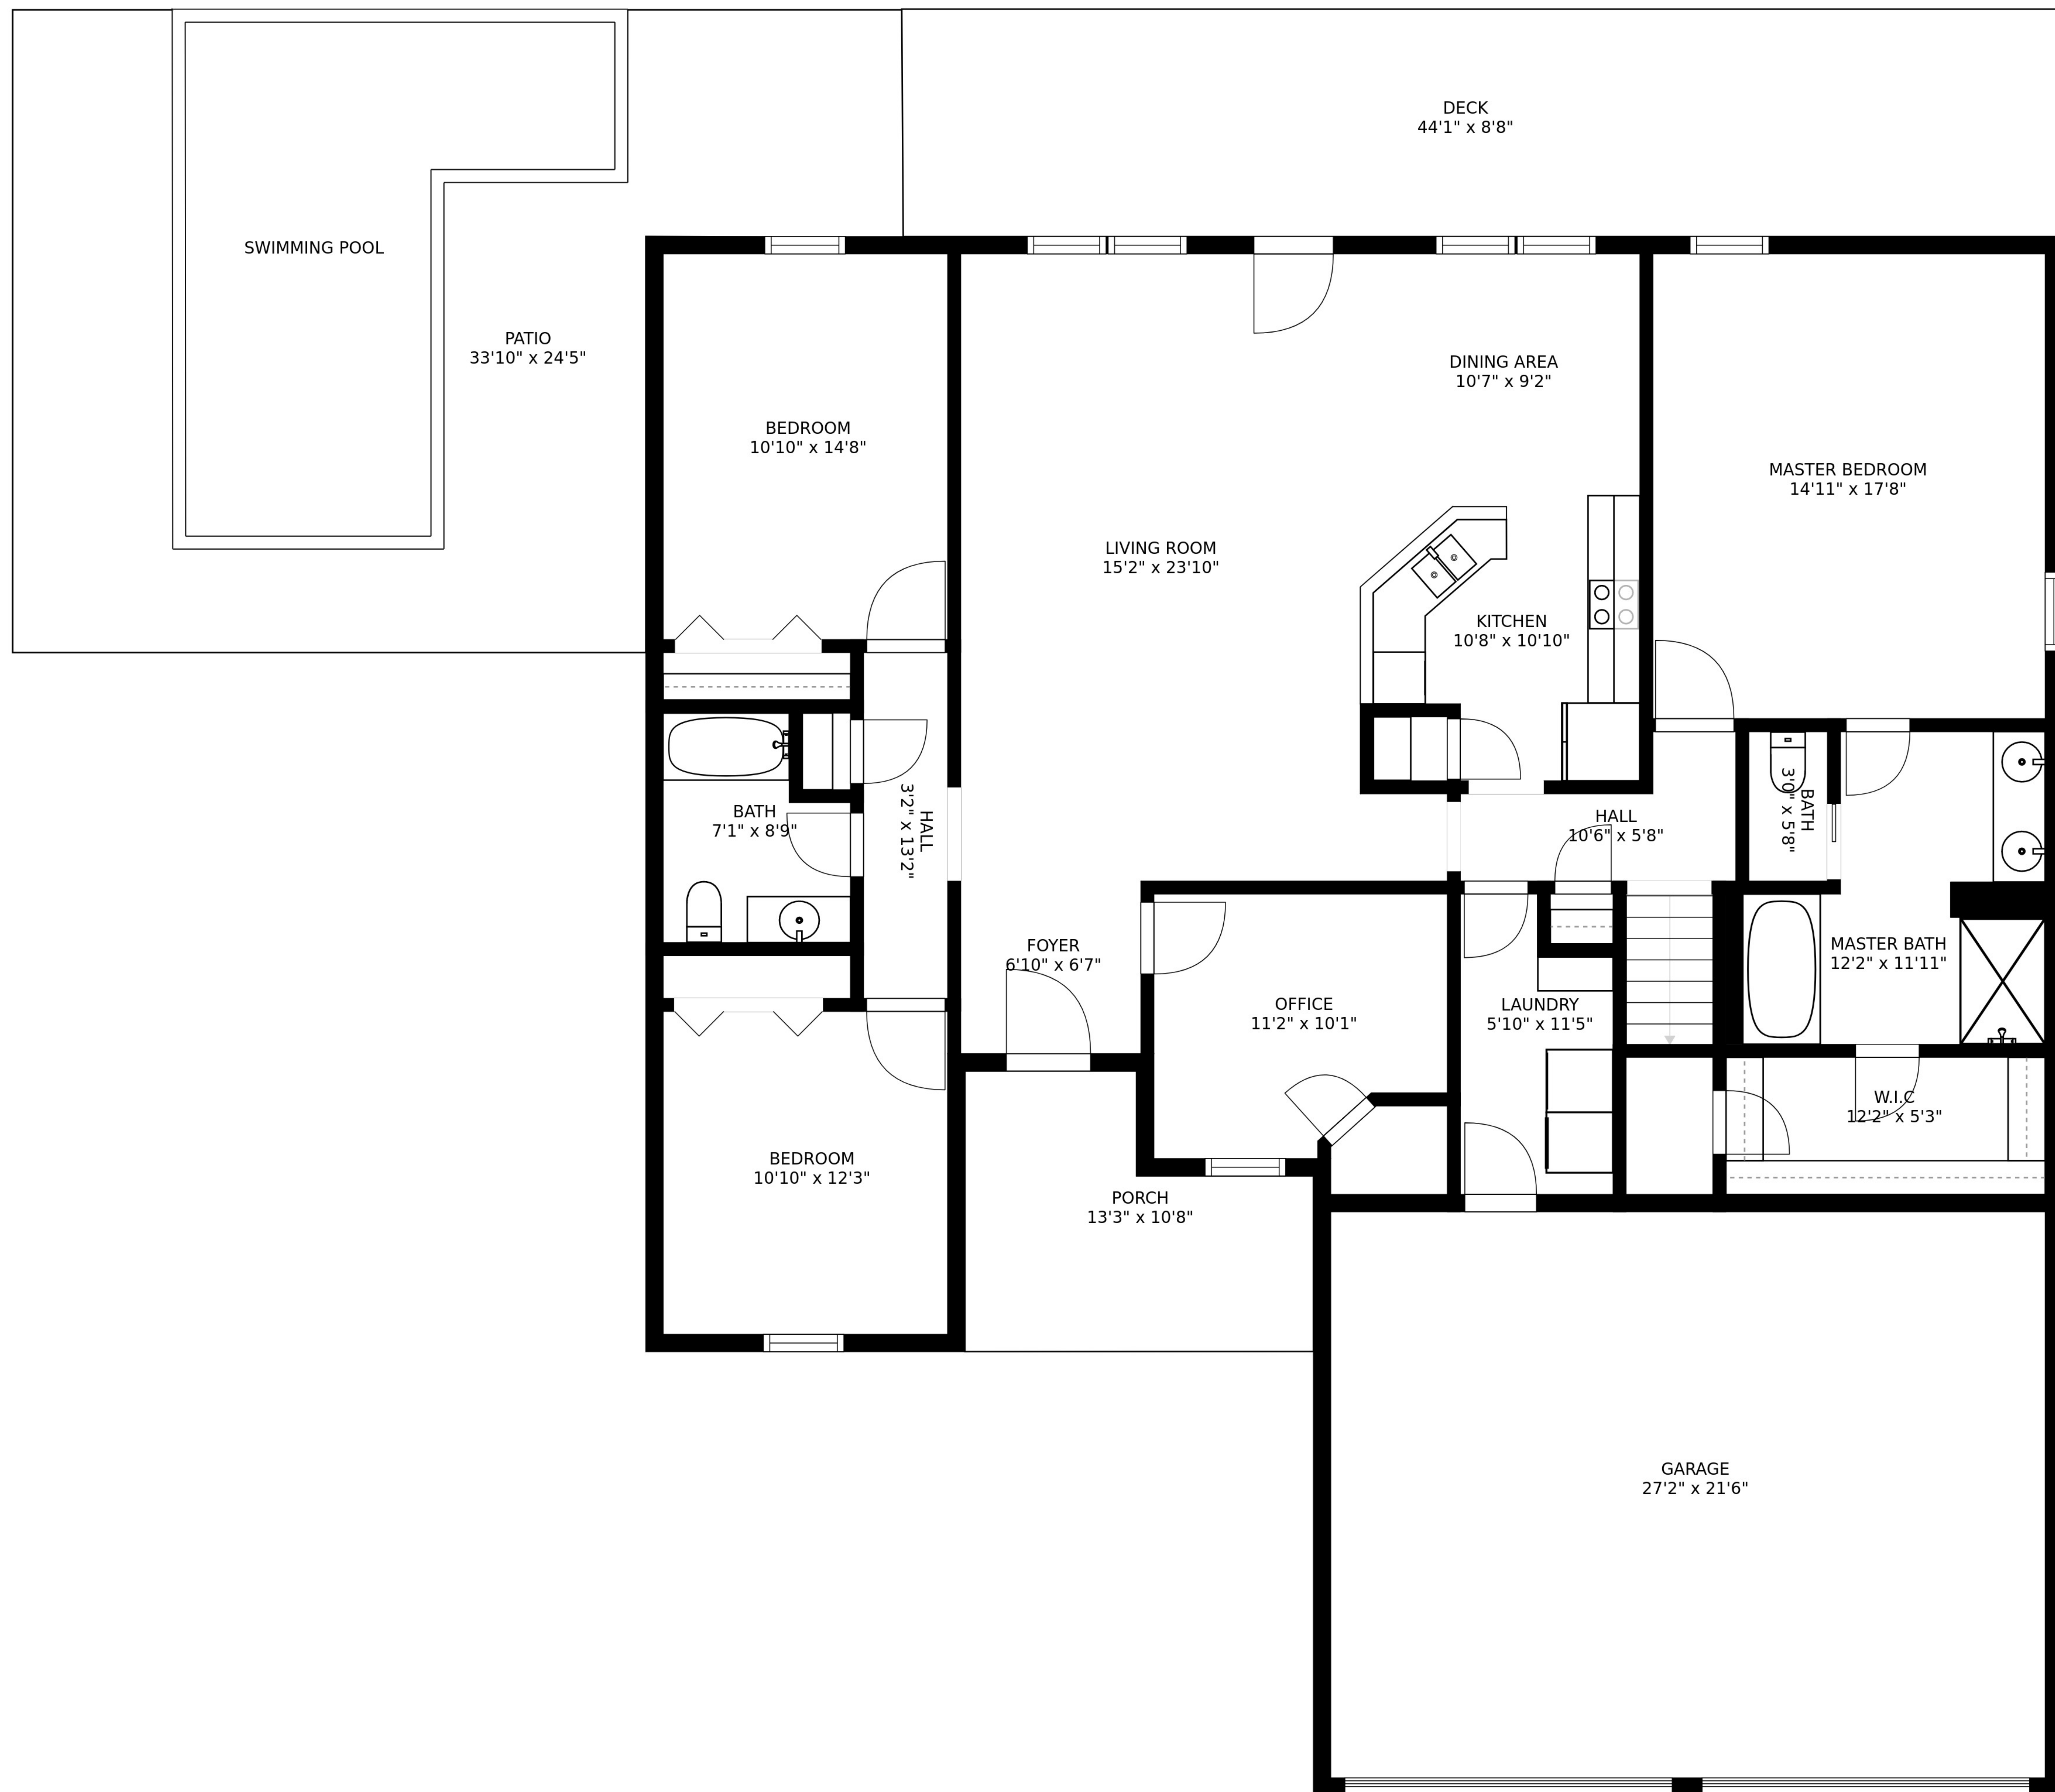 DECK
44'1" x 8'8"
SWIMMING POOL
PATIO
33'10" x 24'5"
DINING AREA
10'7" x 9'2"
BEDROOM
10'10" x 14'8"
MASTER BEDROOM
14'11" x 17'8"
LIVING ROOM
15'2" x 23'10"
KITCHEN
10'8" x 10'10"
BATH
7'1" x 8'9"
HALL
3'2" x 13'2"
HALL
10'6" x 5'8"
BATH
3'0" x 5'8"
FOYER
6'10" x 6'7"
MASTER BATH
12'2" x 11'11"
OFFICE
11'2" x 10'1"
LAUNDRY
5'10" x 11'5"
W.I.C
12'2" x 5'3"
BEDROOM
10'10" x 12'3"
PORCH
13'3" x 10'8"
GARAGE
27'2" x 21'6"